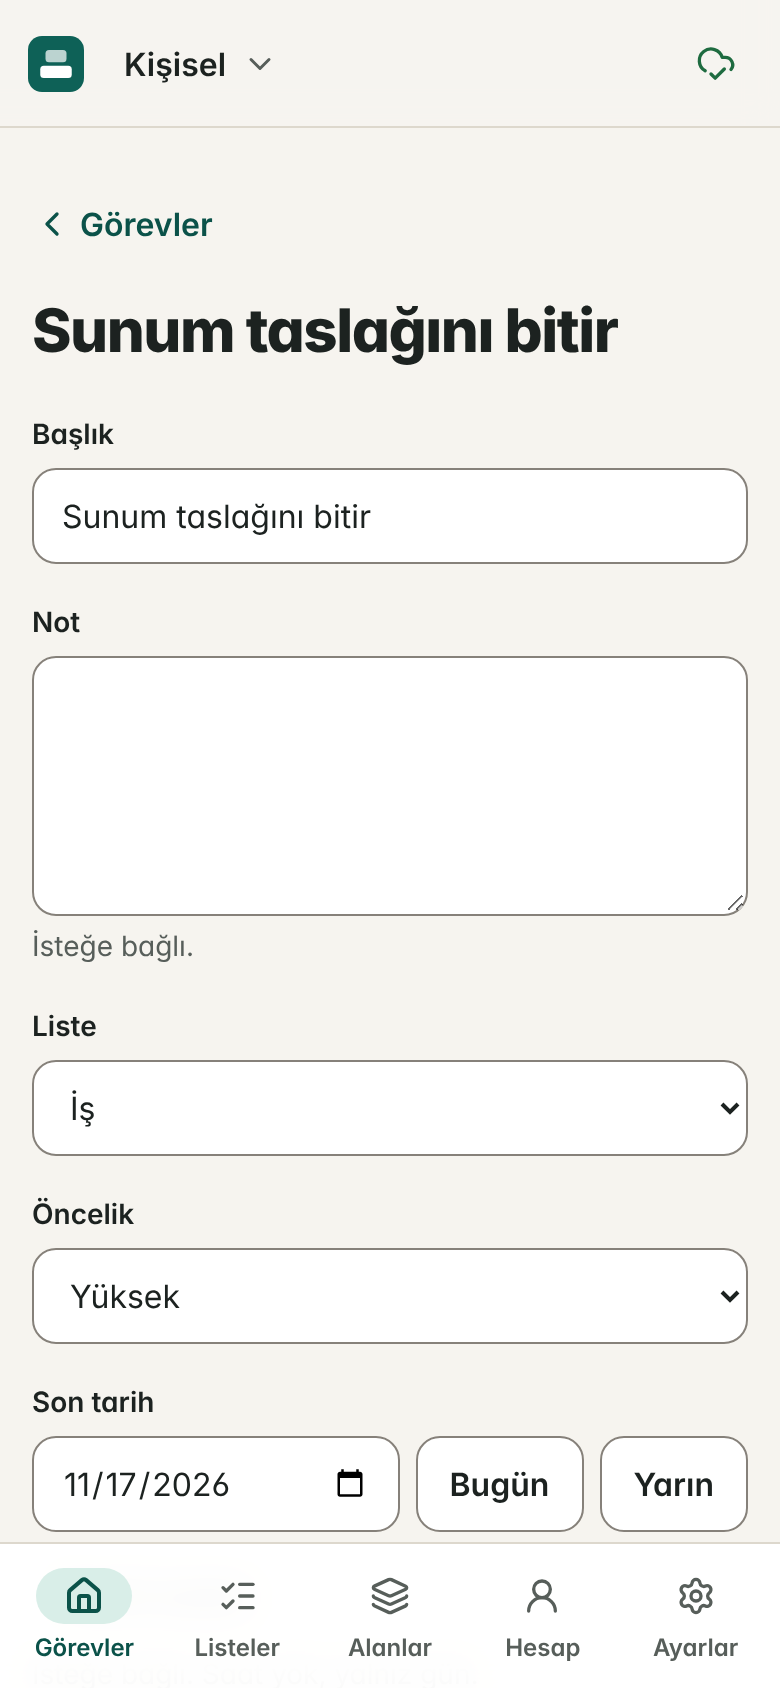 Kişisel
Görevler
Sunum taslağını bitir
Başlık
Sunum taslağını bitir
Not
İsteğe bağlı.
Liste
İş
Öncelik
Yüksek
Son tarih
11/17/2026 Bugün Yarın
Görevler Listeler Alanlar Hesap Ayarlar